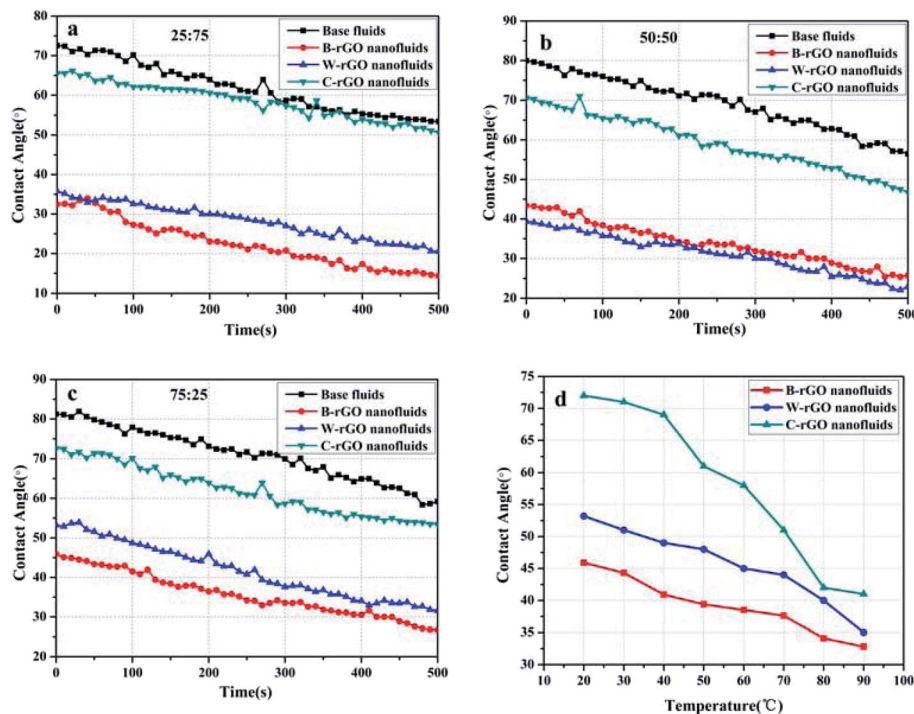 a
25:75
Base fluids
B-rGO nanofluids
W-rGO nanofluids
C-rGO nanofluids
80
70
60
50
40
30
20
10
Contact Angle(○)
0 100 200 300 400 500
Time(s)
b
50:50
Base fluids
B-rGO nanofluids
W-rGO nanofluids
C-rGO nanofluids
90
80
70
60
50
40
30
20
Contact Angle(○)
0 100 200 300 400 500
Time(s)
c
75:25
Base fluids
B-rGO nanofluids
W-rGO nanofluids
C-rGO nanofluids
90
80
70
60
50
40
30
20
Contact Angle(○)
0 100 200 300 400 500
Time(s)
d
B-rGO nanofluids
W-rGO nanofluids
C-rGO nanofluids
75
70
65
60
55
50
45
40
35
30
Contact Angle(○)
10 20 30 40 50 60 70 80 90 100
Temperature(℃)